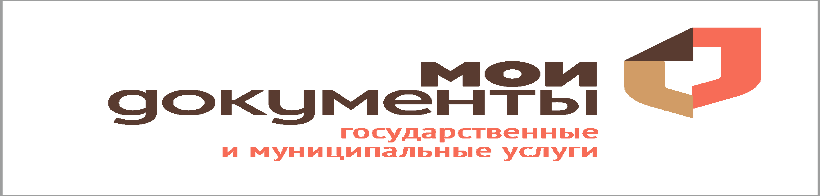 мои
документы
государственные
и муниципальные услуги